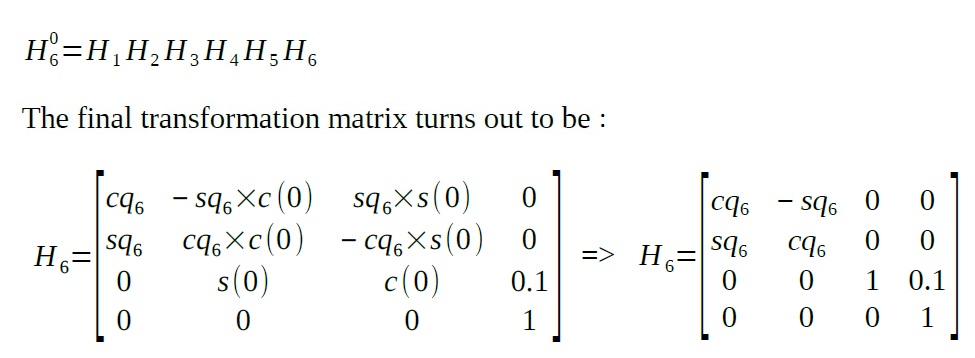 H⁰₆=H₁H₂H₃H₄H₅H₆
The final transformation matrix turns out to be :
H₆=[cq₆ − sq₆×c(0) sq₆×s(0) 0; sq₆ cq₆×c(0) − cq₆×s(0) 0; 0 s(0) c(0) 0.1; 0 0 0 1] => H₆=[cq₆ − sq₆ 0 0; sq₆ cq₆ 0 0; 0 0 1 0.1; 0 0 0 1]